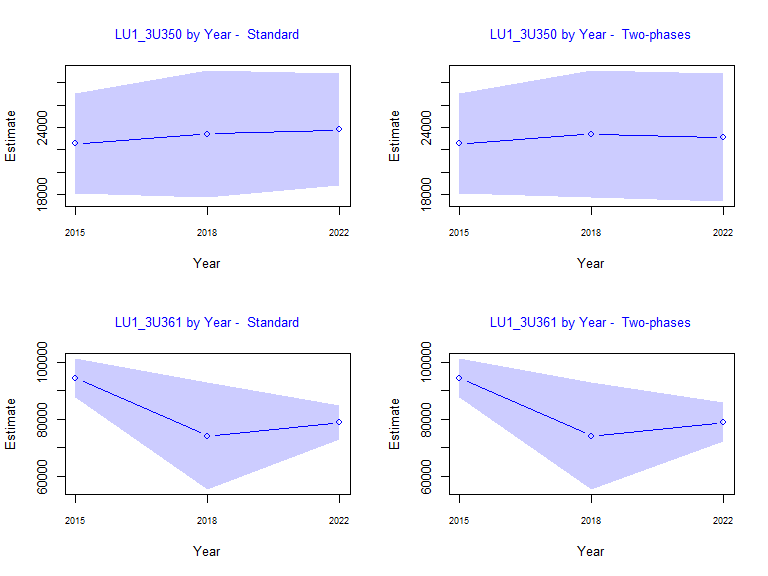 LU1_3U350 by Year -  Standard
Estimate
18000
24000
2015
2018
2022
Year
LU1_3U350 by Year -  Two-phases
Estimate
18000
24000
2015
2018
2022
Year
LU1_3U361 by Year -  Standard
Estimate
60000
80000
100000
2015
2018
2022
Year
LU1_3U361 by Year -  Two-phases
Estimate
60000
80000
100000
2015
2018
2022
Year